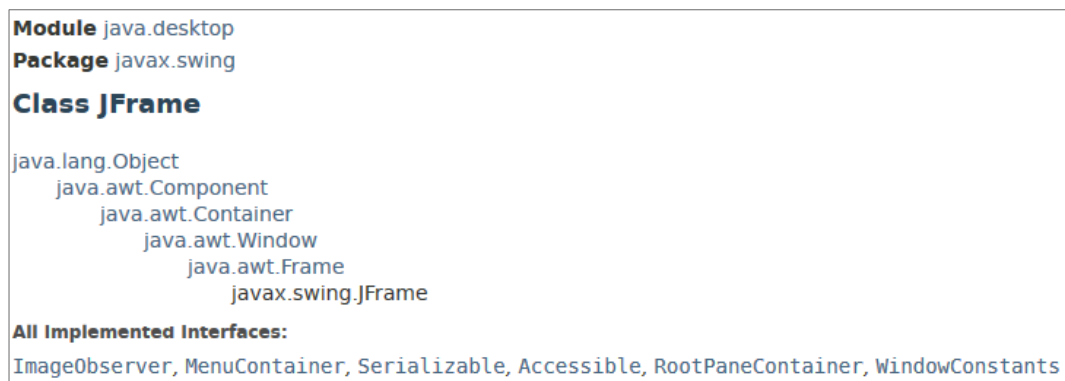 Module java.desktop
Package javax.swing
Class JFrame
java.lang.Object
java.awt.Component
java.awt.Container
java.awt.Window
java.awt.Frame
javax.swing.JFrame
All Implemented Interfaces:
ImageObserver, MenuContainer, Serializable, Accessible, RootPaneContainer, WindowConstants